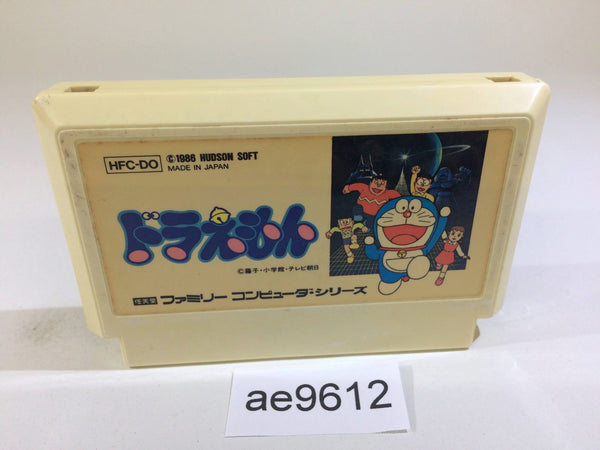 HFC-DO
©1986 HUDSON SOFT
MADE IN JAPAN
ドラえもん
©藤子・小学館・テレビ朝日
任天堂 ファミリー コンピュータ・シリーズ
ae9612